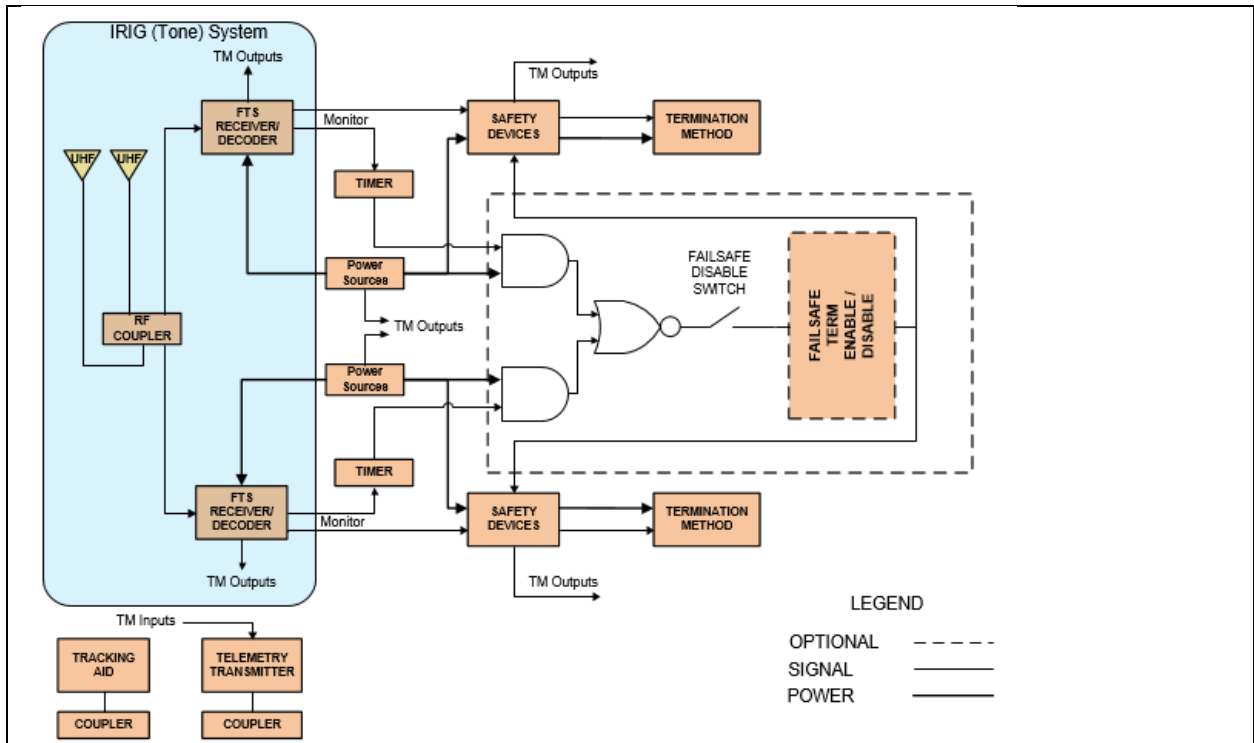 IRIG (Tone) System
TM Outputs
FTS
RECEIVER/
DECODER
Monitor
UHF
UHF
TIMER
RF
COUPLER
Power
Sources
TM Outputs
Power
Sources
TIMER
FTS
RECEIVER/
DECODER
Monitor
TM Outputs
TM Outputs
SAFETY
DEVICES
TERMINATION
METHOD
FAILSAFE
DISABLE
SWITCH
FAILSAFE
TERM
ENABLE /
DISABLE
SAFETY
DEVICES
TERMINATION
METHOD
TM Outputs
TM Inputs
TRACKING
AID
TELEMETRY
TRANSMITTER
COUPLER
COUPLER
LEGEND
OPTIONAL
SIGNAL
POWER